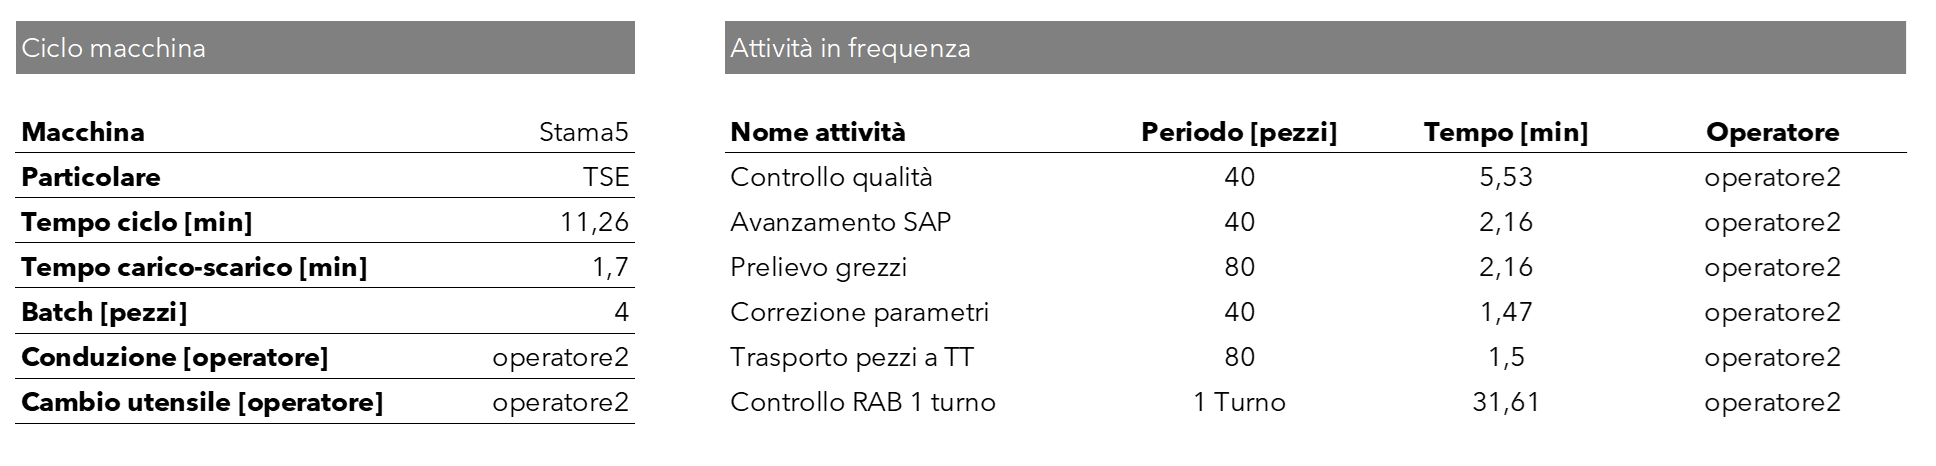 Ciclo macchina
Macchina Stama5
Particolare TSE
Tempo ciclo [min] 11,26
Tempo carico-scarico [min] 1,7
Batch [pezzi] 4
Conduzione [operatore] operatore2
Cambio utensile [operatore] operatore2
Attività in frequenza
Nome attività Periodo [pezzi] Tempo [min] Operatore
Controllo qualità 40 5,53 operatore2
Avanzamento SAP 40 2,16 operatore2
Prelievo grezzi 80 2,16 operatore2
Correzione parametri 40 1,47 operatore2
Trasporto pezzi a TT 80 1,5 operatore2
Controllo RAB 1 turno 1 Turno 31,61 operatore2